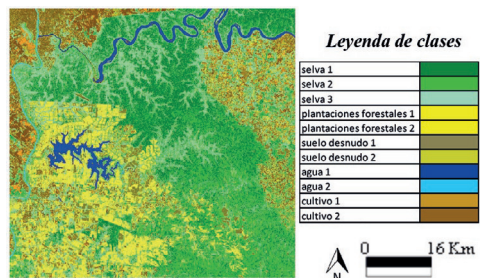 Leyenda de clases
selva 1
selva 2
selva 3
plantaciones forestales 1
plantaciones forestales 2
suelo desnudo 1
suelo desnudo 2
agua 1
agua 2
cultivo 1
cultivo 2
0 16 Km
N